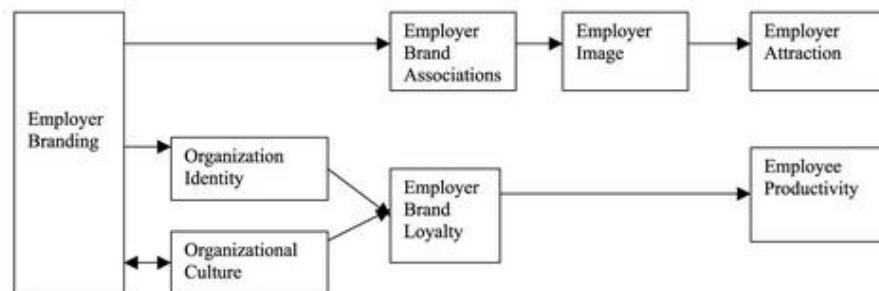 Employer
Brand
Associations
Employer
Image
Employer
Attraction
Employer
Branding
Organization
Identity
Employer
Brand
Loyalty
Employee
Productivity
Organizational
Culture